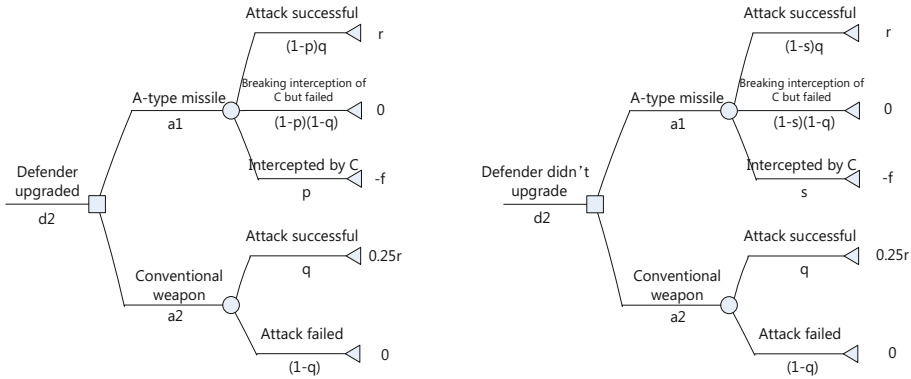 Attack successful
(1-p)q
r
Breaking interception of
C but failed
(1-p)(1-q)
0
A-type missile
a1
Intercepted by C
p
-f
Defender
upgraded
d2
Attack successful
q
0.25r
Conventional
weapon
a2
Attack failed
(1-q)
0
Attack successful
(1-s)q
r
Breaking interception of
C but failed
(1-s)(1-q)
0
A-type missile
a1
Intercepted by C
s
-f
Defender didn't
upgrade
d2
Attack successful
q
0.25r
Conventional
weapon
a2
Attack failed
(1-q)
0